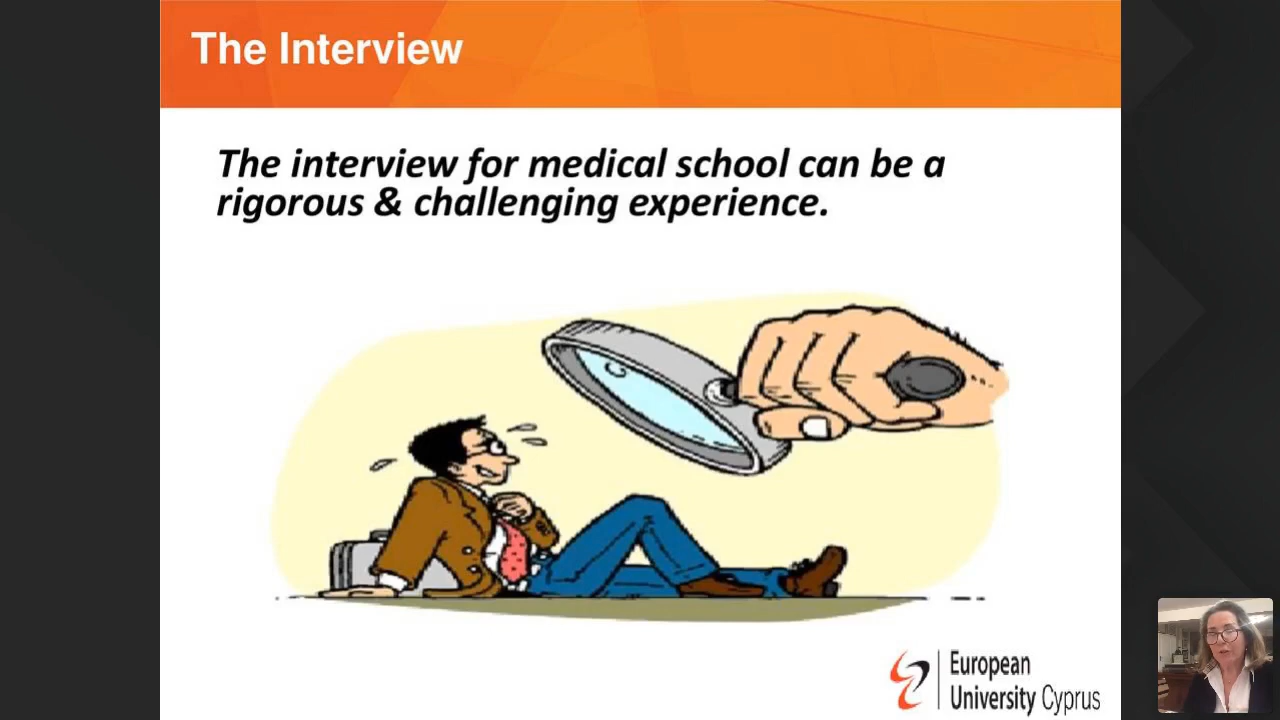 The Interview
The interview for medical school can be a
rigorous & challenging experience.
European
University Cyprus